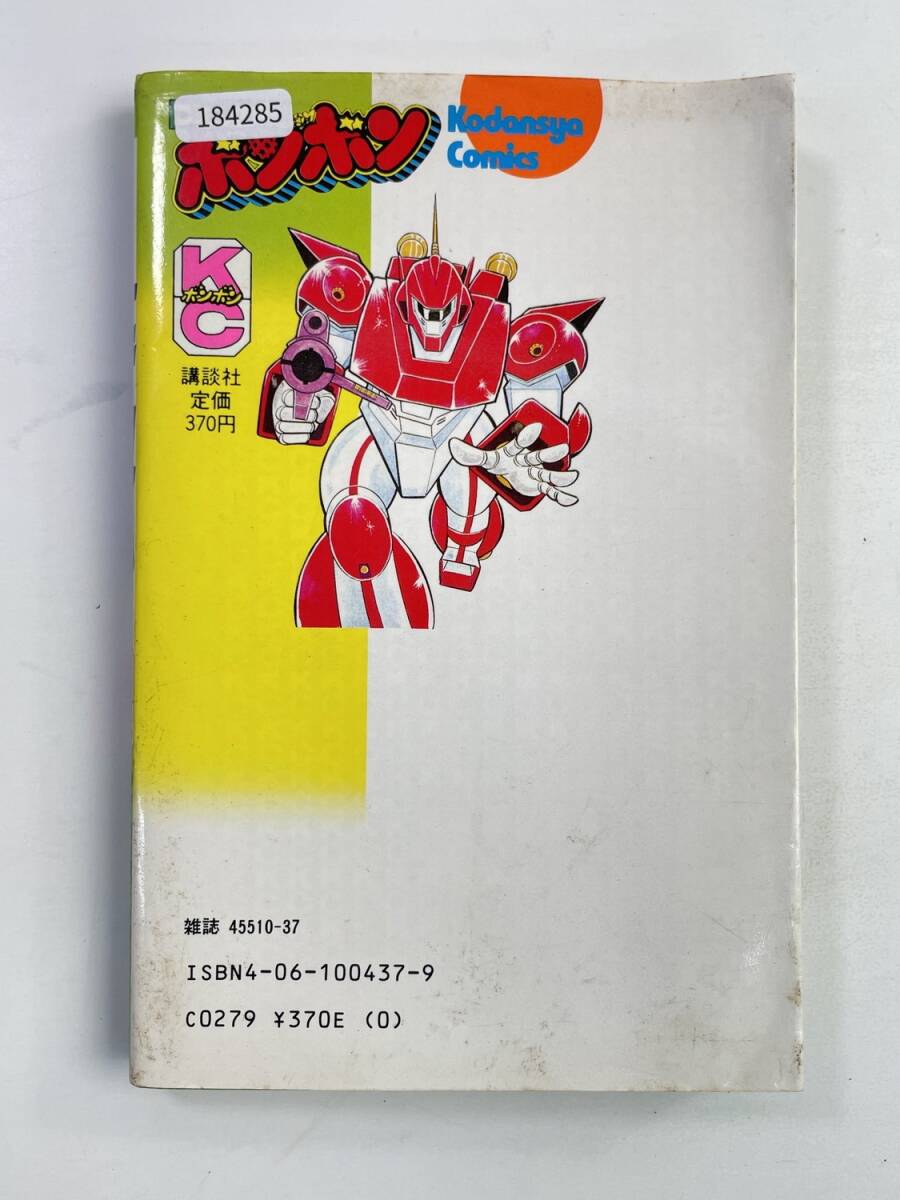 184285
ボンボン
Kodansya
Comics
K
ボンボン
C
講談社
定価
370円
雑誌 45510-37
ISBN4-06-100437-9
C0279 ¥370E (0)